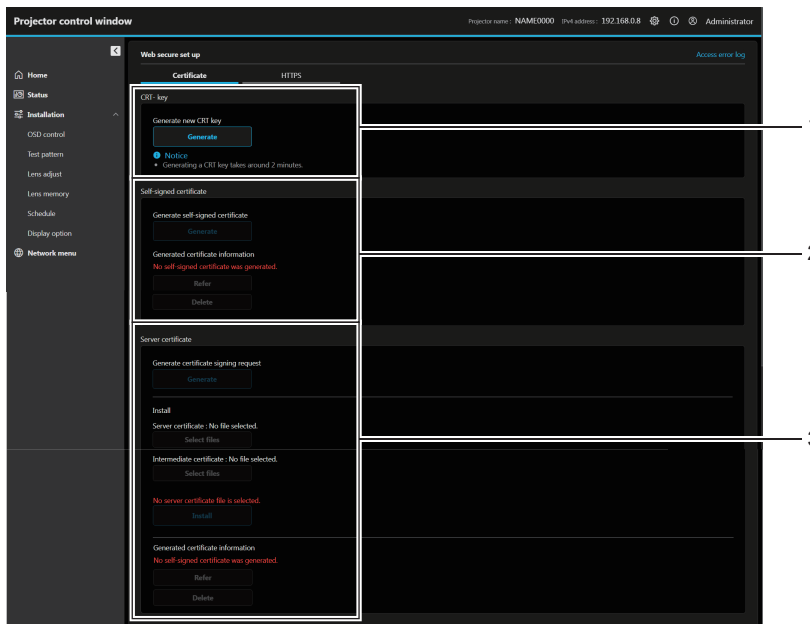 Projector control window
Projector name : NAME0000 IPv4 address : 192.168.0.8 Administrator
Web secure set up Access error log
Home
Certificate HTTPS
Status
CRT- key
Installation
Generate new CRT key
1
OSD control
Generate
Test pattern
Notice
Lens adjust
• Generating a CRT key takes around 2 minutes.
Lens memory
Self-signed certificate
Schedule
Generate self-signed certificate
Display option
Generate
Network menu
Generated certificate information
2
No self-signed certificate was generated.
Refer
Delete
Server certificate
Generate certificate signing request
Generate
Install
Server certificate : No file selected.
Select files
3
Intermediate certificate : No file selected.
Select files
No server certificate file is selected.
Install
Generated certificate information
No self-signed certificate was generated.
Refer
Delete